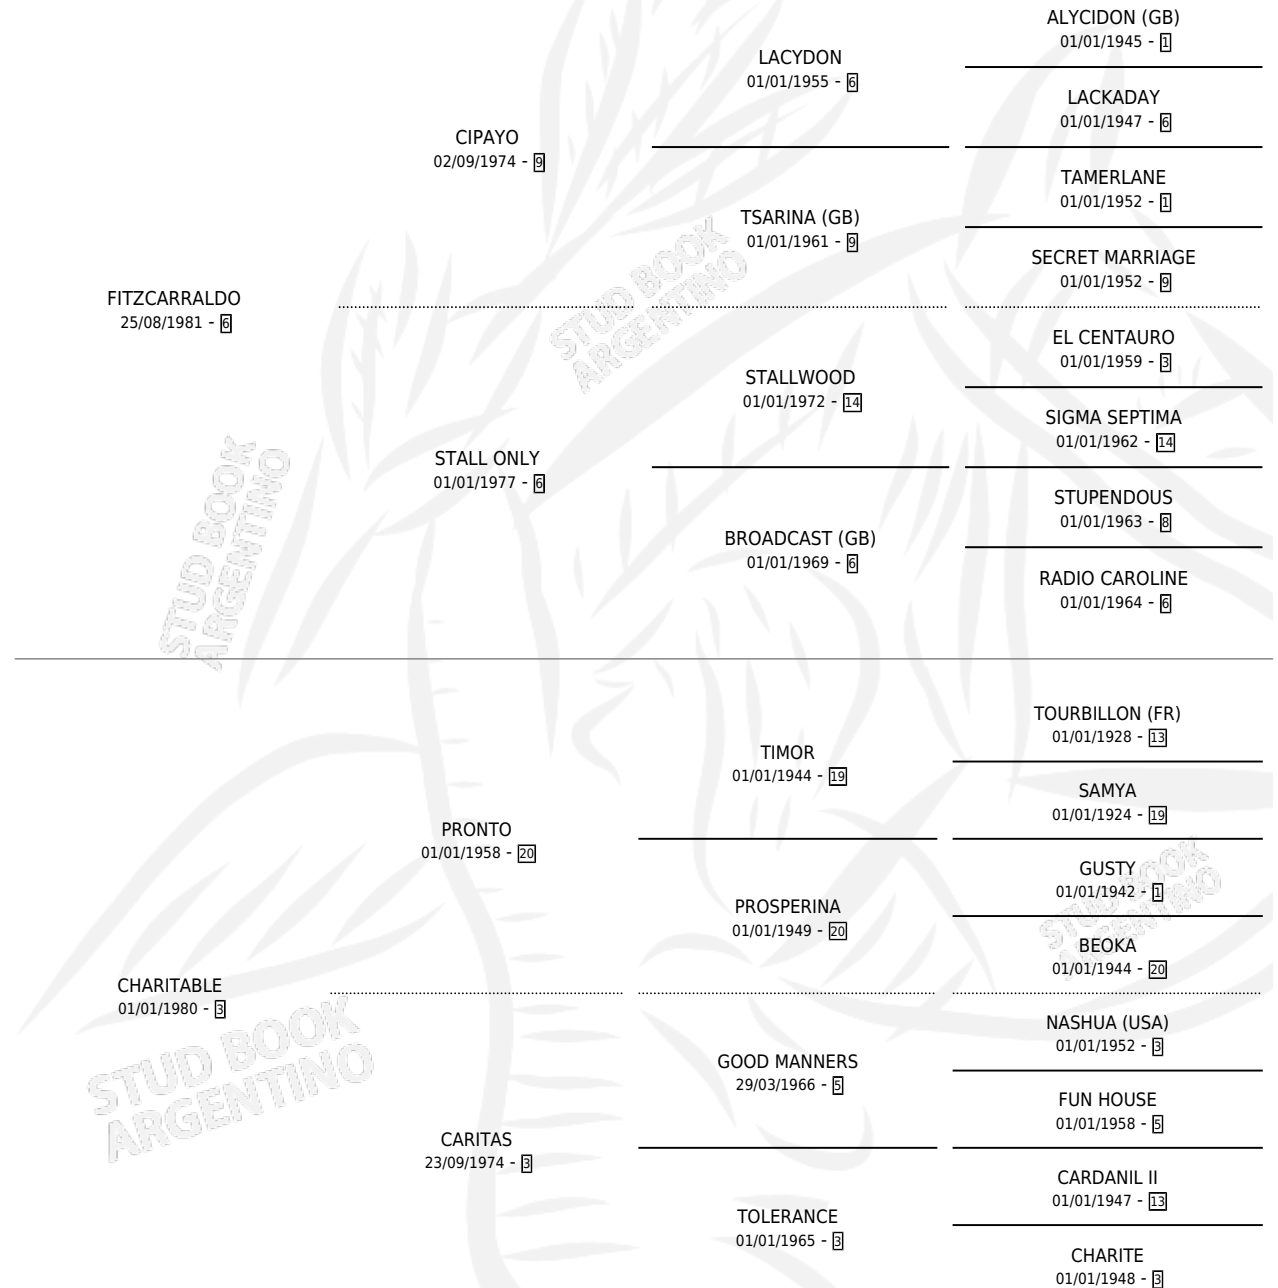 ALYCIDON (GB)
01/01/1945 - 1
LACYDON
01/01/1955 - 6
LACKADAY
01/01/1947 - 6
CIPAYO
02/09/1974 - 9
TAMERLANE
01/01/1952 - 1
TSARINA (GB)
01/01/1961 - 9
SECRET MARRIAGE
01/01/1952 - 9
FITZCARRALDO
25/08/1981 - 6
EL CENTAURO
01/01/1959 - 3
STALLWOOD
01/01/1972 - 14
SIGMA SEPTIMA
01/01/1962 - 14
STALL ONLY
01/01/1977 - 6
STUPENDOUS
01/01/1963 - 8
BROADCAST (GB)
01/01/1969 - 6
RADIO CAROLINE
01/01/1964 - 6
STUD BOOK
ARGENTINO
STUD BOOK
ARGENTINO
TOURBILLON (FR)
01/01/1928 - 13
TIMOR
01/01/1944 - 19
SAMYA
01/01/1924 - 19
PRONTO
01/01/1958 - 20
GUSTY
01/01/1942 - 1
PROSPERINA
01/01/1949 - 20
BEOKA
01/01/1944 - 20
STUD BOOK
ARGENTINO
CHARITABLE
01/01/1980 - 3
NASHUA (USA)
01/01/1952 - 3
GOOD MANNERS
29/03/1966 - 5
FUN HOUSE
01/01/1958 - 5
STUD BOOK
ARGENTINO
CARITAS
23/09/1974 - 3
CARDANIL II
01/01/1947 - 13
TOLERANCE
01/01/1965 - 3
CHARITE
01/01/1948 - 3